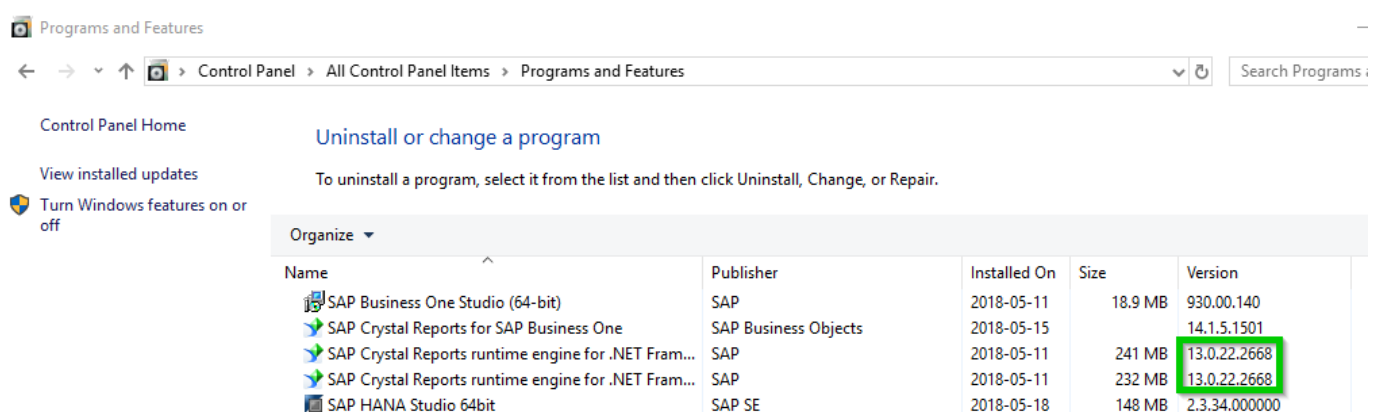 Programs and Features
Control Panel > All Control Panel Items > Programs and Features Search Programs
Control Panel Home
Uninstall or change a program
View installed updates
To uninstall a program, select it from the list and then click Uninstall, Change, or Repair.
Turn Windows features on or
off
Organize
Name Publisher Installed On Size Version
SAP Business One Studio (64-bit) SAP 2018-05-11 18.9 MB 930.00.140
SAP Crystal Reports for SAP Business One SAP Business Objects 2018-05-15 14.1.5.1501
SAP Crystal Reports runtime engine for .NET Fram... SAP 2018-05-11 241 MB 13.0.22.2668
SAP Crystal Reports runtime engine for .NET Fram... SAP 2018-05-11 232 MB 13.0.22.2668
SAP HANA Studio 64bit SAP SE 2018-05-18 148 MB 2.3.34.000000